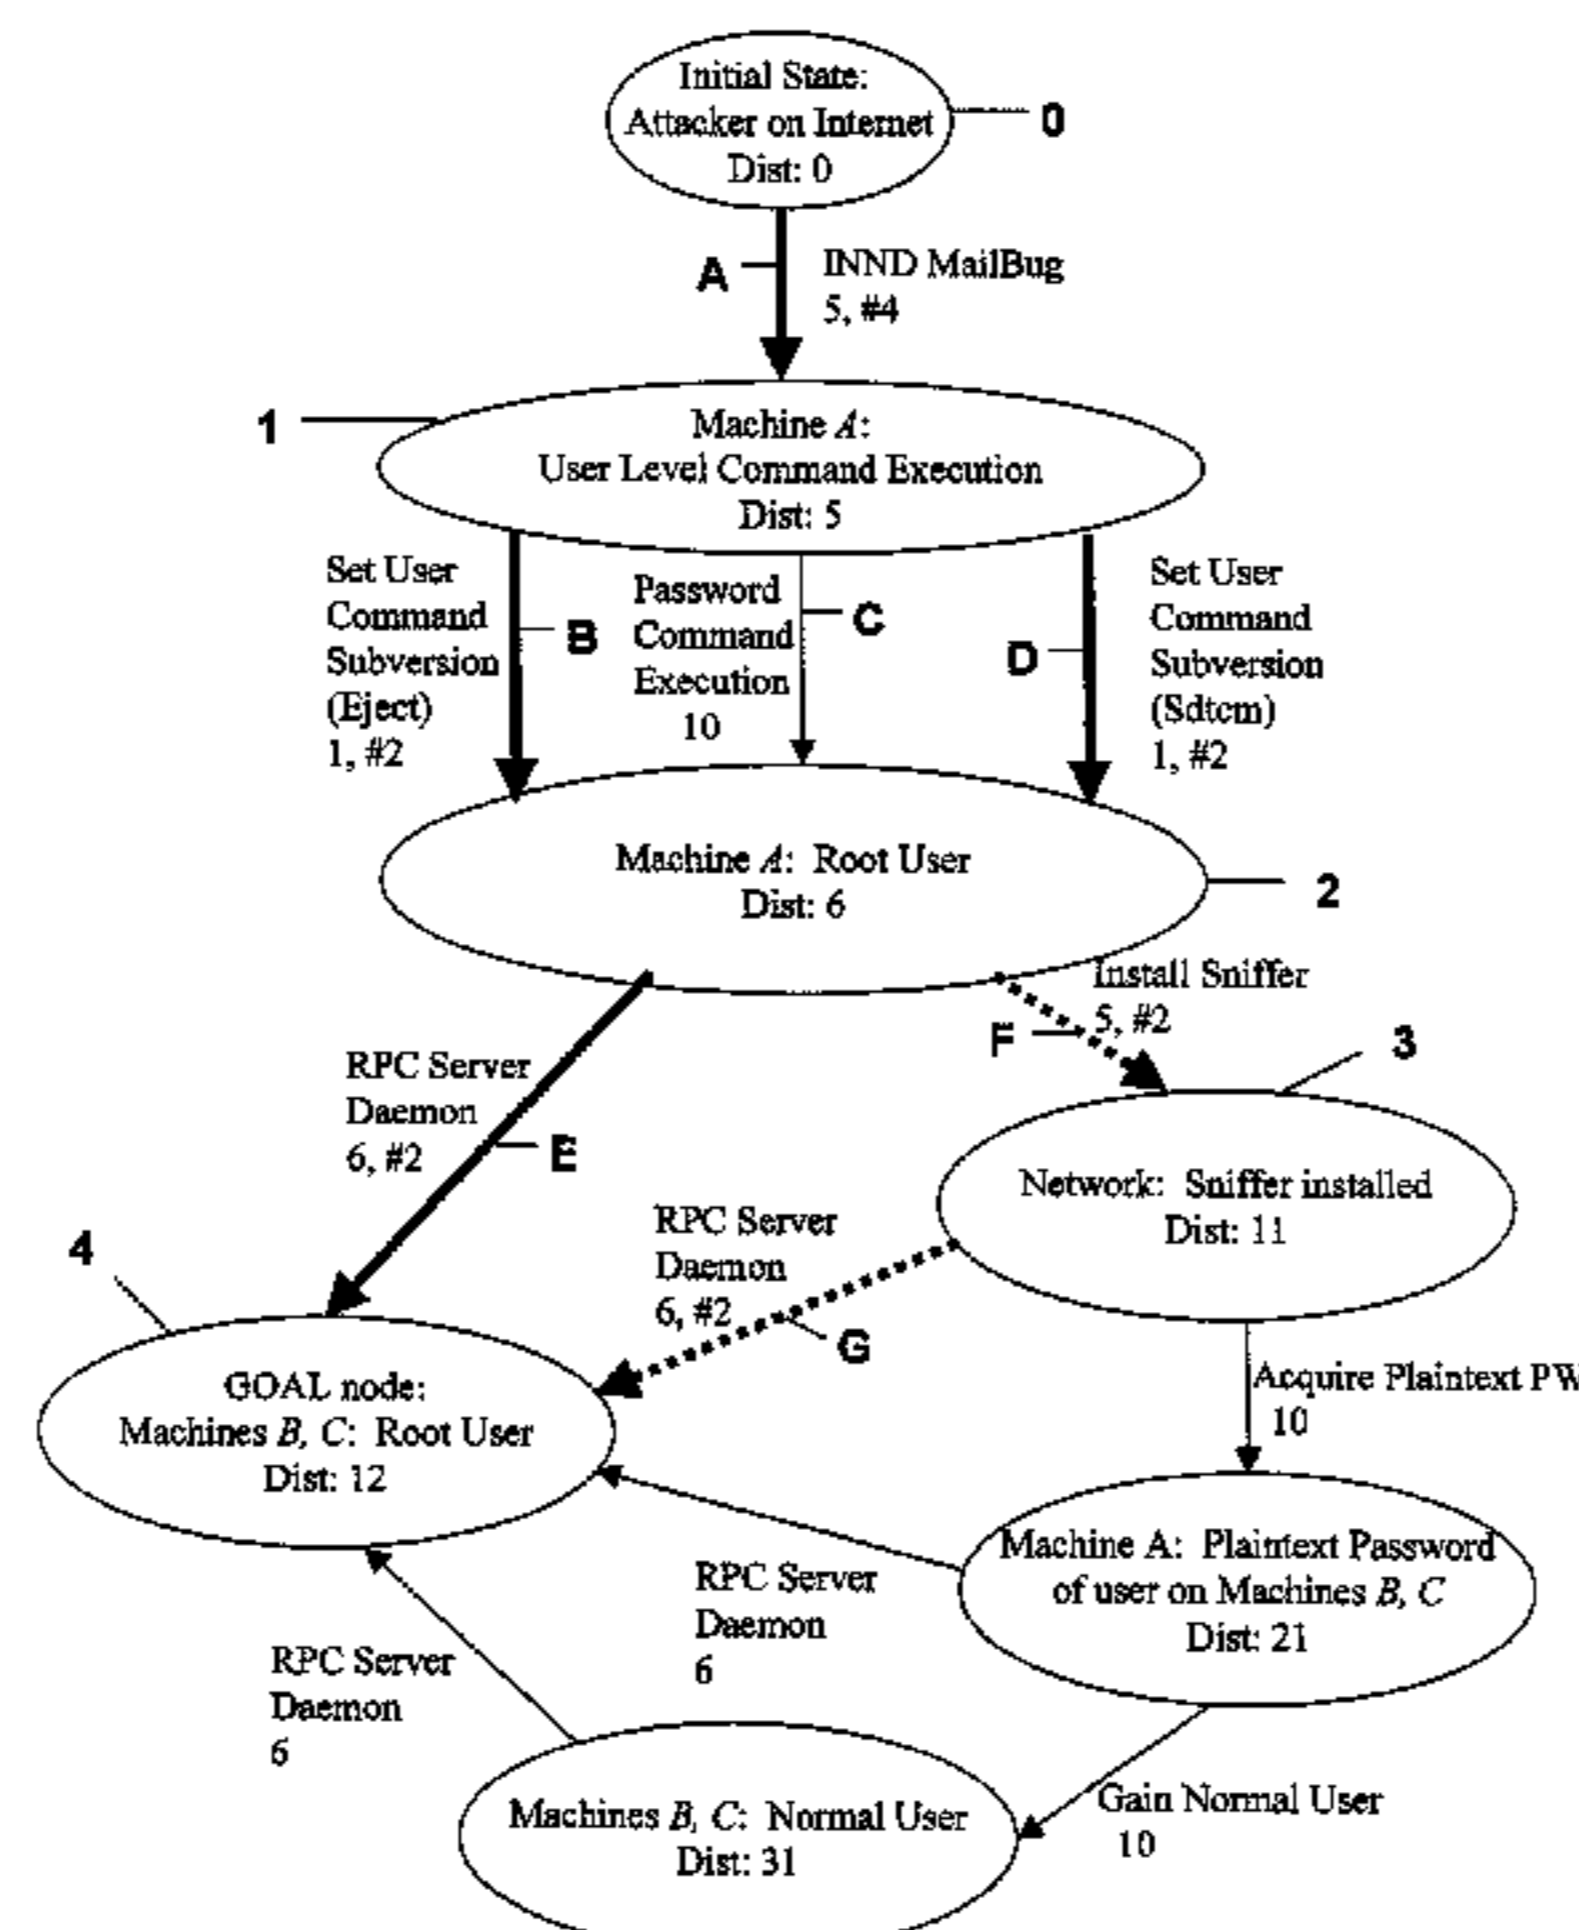 Initial State:
Attacker on Internet
Dist: 0
0
A
INND MailBug
5, #4
1
Machine A:
User Level Command Execution
Dist: 5
Set User
Command
Subversion
(Eject)
1, #2
B
Password
Command
Execution
10
C
D
Set User
Command
Subversion
(Sdtcm)
1, #2
Machine A: Root User
Dist: 6
2
Install Sniffer
5, #2
F
3
RPC Server
Daemon
6, #2
E
Network: Sniffer installed
Dist: 11
RPC Server
Daemon
6, #2
G
4
GOAL node:
Machines B, C: Root User
Dist: 12
Acquire Plaintext PW
10
Machine A: Plaintext Password
of user on Machines B, C
Dist: 21
RPC Server
Daemon
6
RPC Server
Daemon
6
Machines B, C: Normal User
Dist: 31
Gain Normal User
10